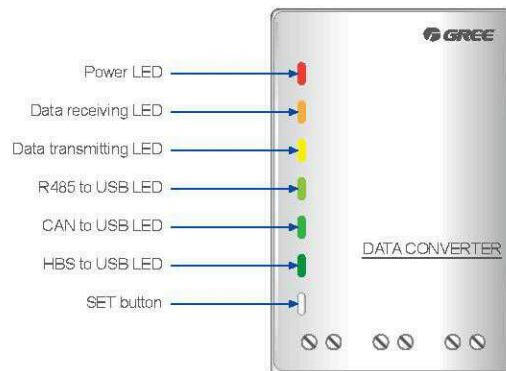 GREE
Power LED
Data receiving LED
Data transmitting LED
R485 to USB LED
CAN to USB LED
HBS to USB LED
SET button
DATA CONVERTER